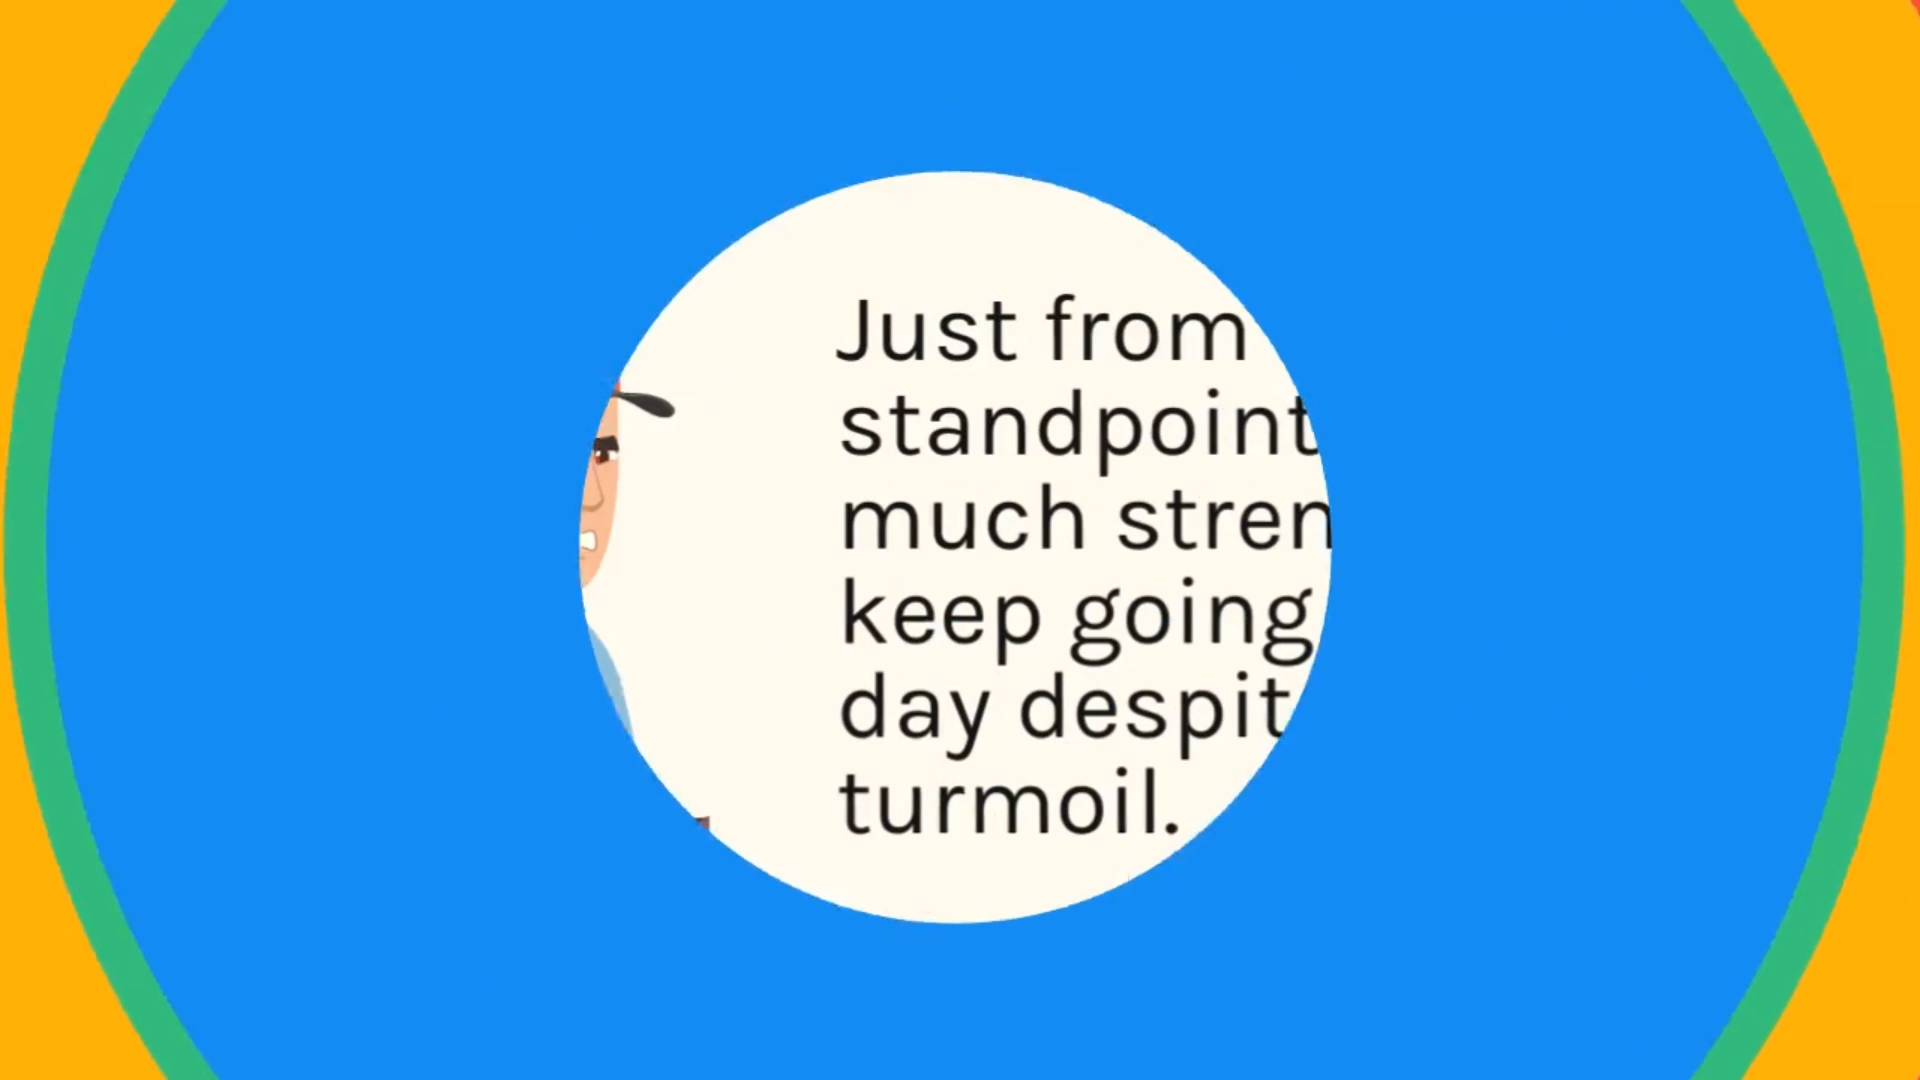 Just from
standpoint
much stren
keep going
day despit
turmoil.